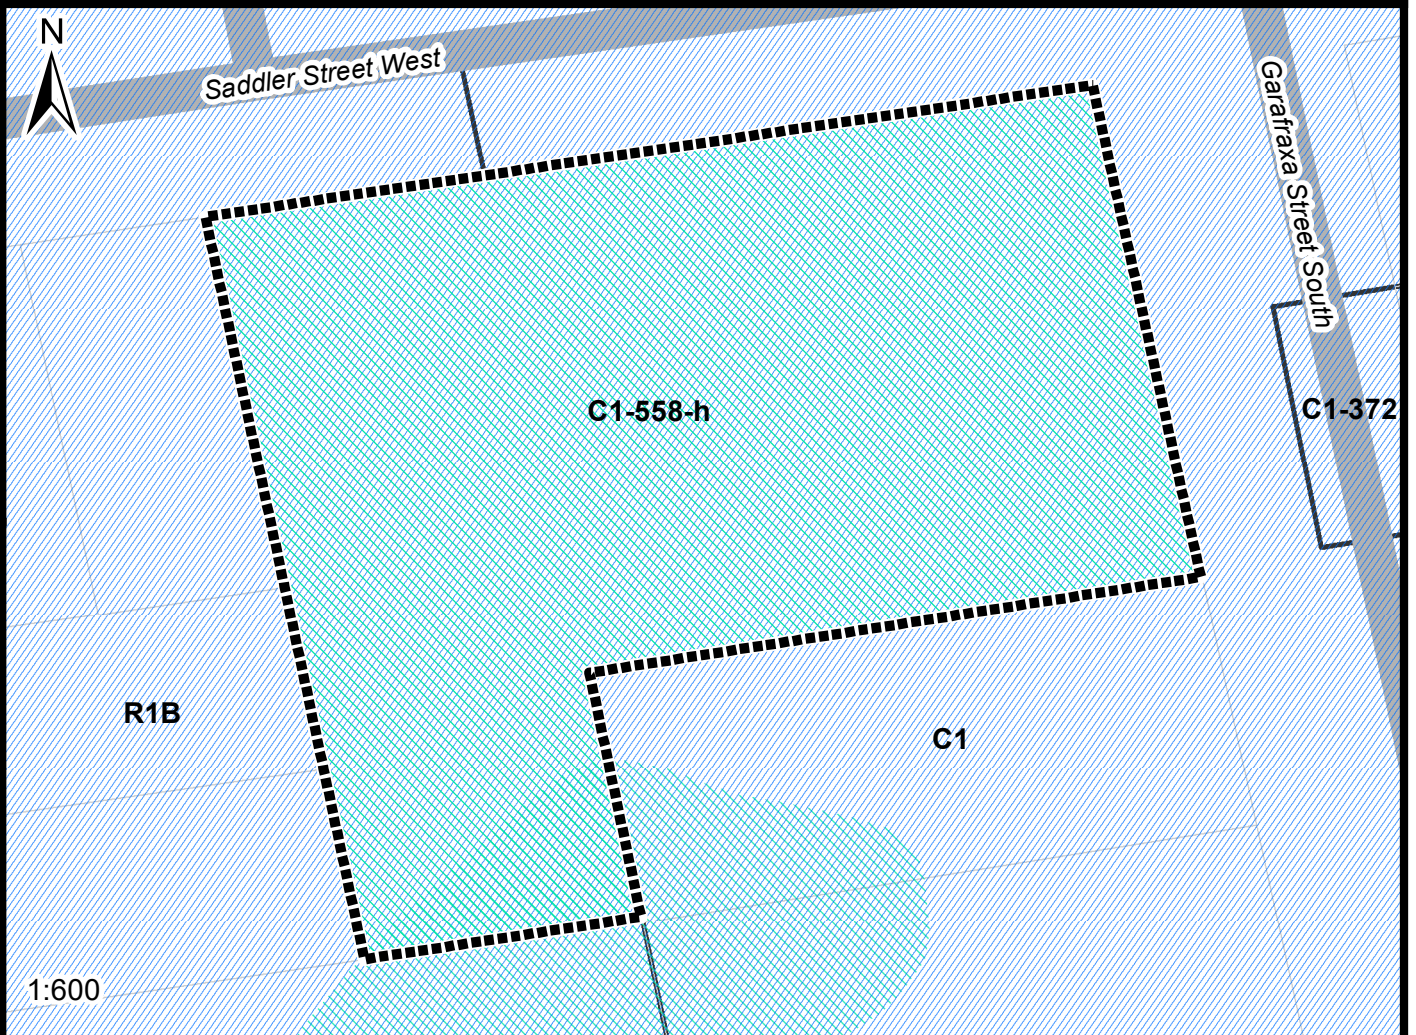 N
Saddler Street West
Garafraxa Street South
C1-558-h
C1-372
R1B
C1
1:600